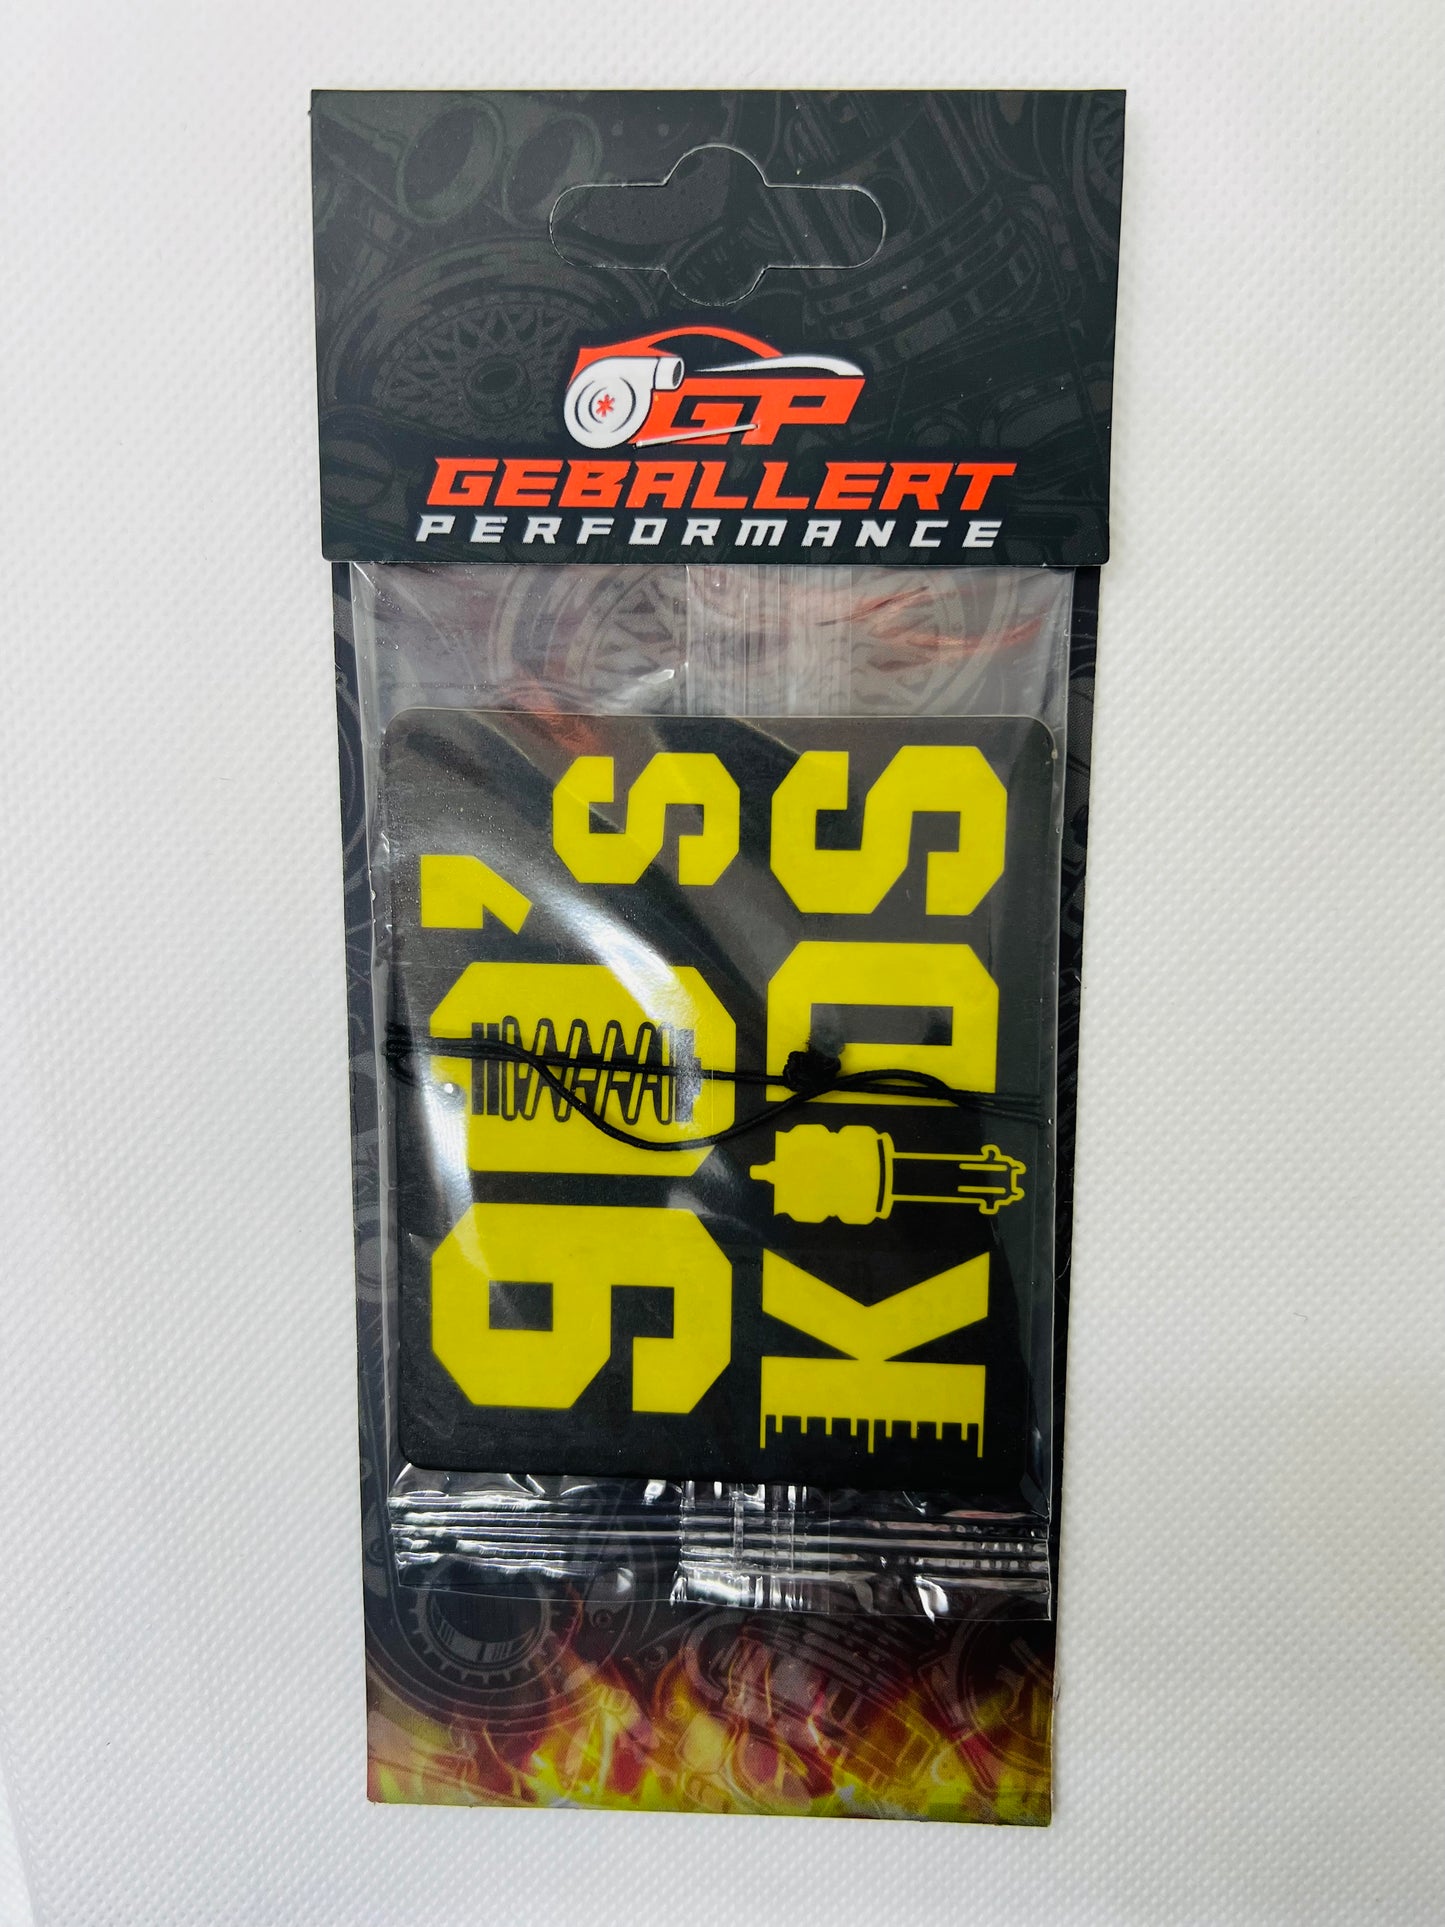 GP
GEBALLERT
PERFORMANCE
90's
KIDS